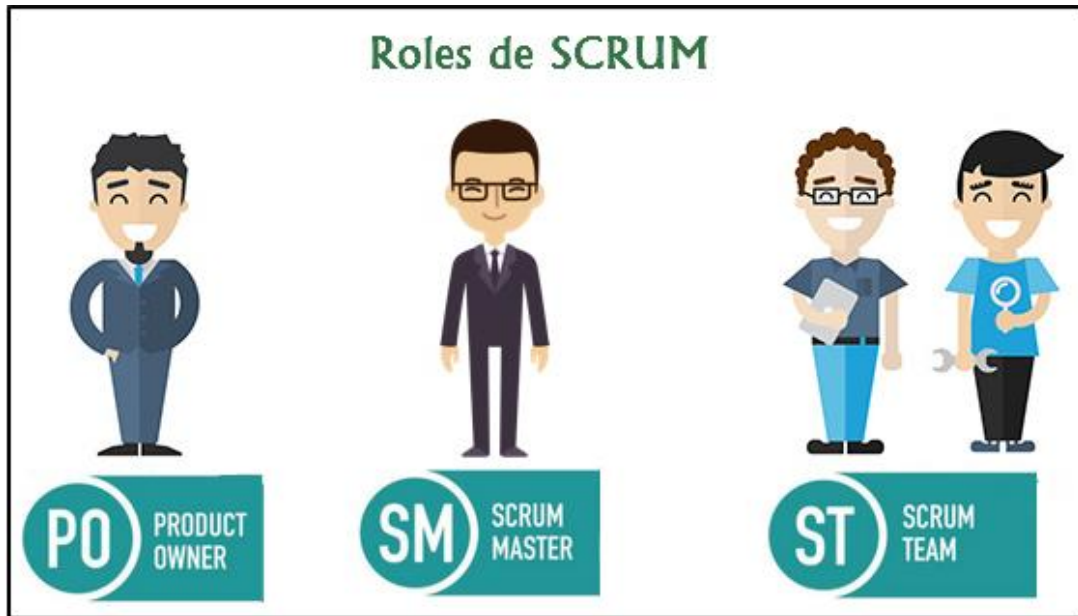 Roles de SCRUM
PO
PRODUCT
OWNER
SM
SCRUM
MASTER
ST
SCRUM
TEAM